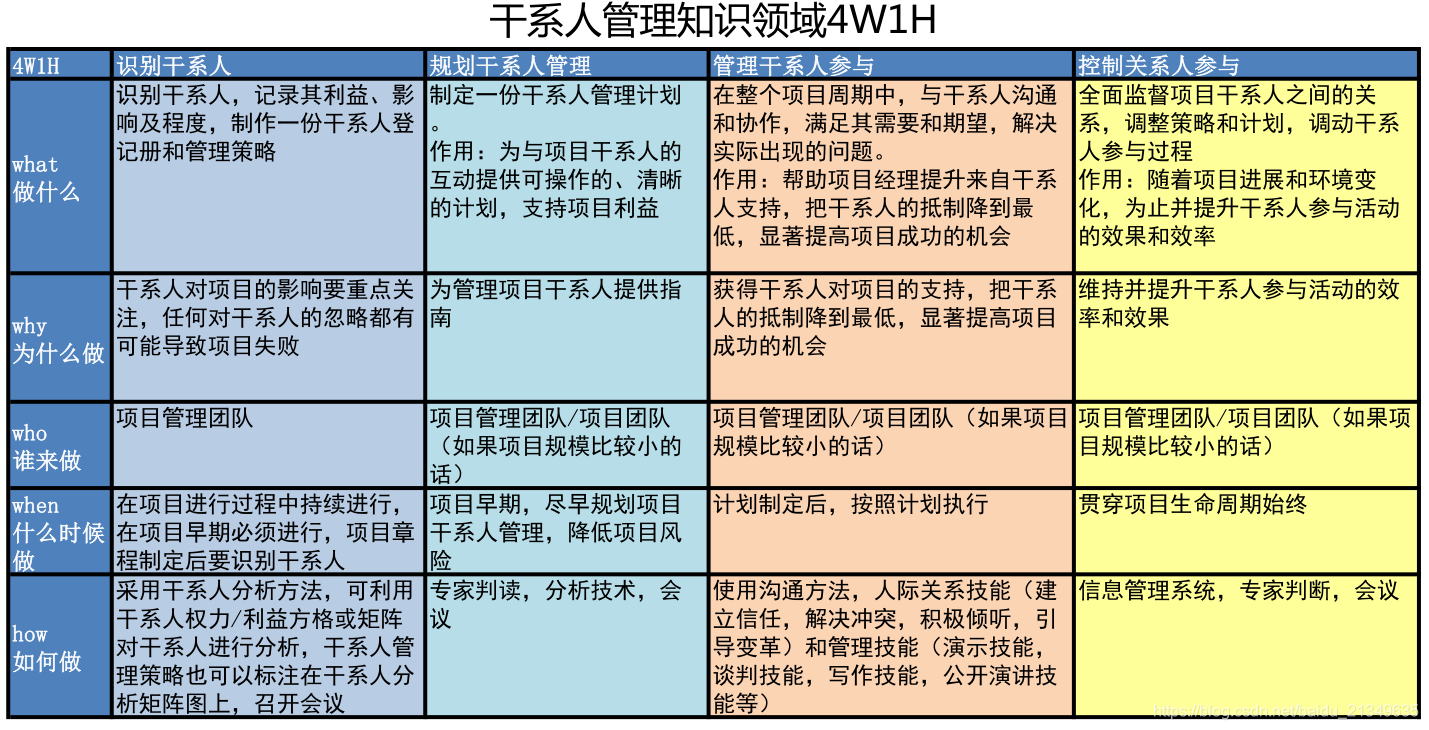 干系人管理知识领域4W1H
4W1H
识别干系人
规划干系人管理
管理干系人参与
控制关系人参与
what
做什么
识别干系人，记录其利益、影
响及程度，制作一份干系人登
记册和管理策略
制定一份干系人管理计划
。
作用：为与项目干系人的
互动提供可操作的、清晰
的计划，支持项目利益
在整个项目周期中，与干系人沟通
和协作，满足其需要和期望，解决
实际出现的问题。
作用：帮助项目经理提升来自干系
人支持，把干系人的抵制降到最
低，显著提高项目成功的机会
全面监督项目干系人之间的关
系，调整策略和计划，调动干系
人参与过程
作用：随着项目进展和环境变
化，为止并提升干系人参与活动
的效果和效率
why
为什么做
干系人对项目的影响要重点关
注，任何对干系人的忽略都有
可能导致项目失败
为管理项目干系人提供指
南
获得干系人对项目的支持，把干系
人的抵制降到最低，显著提高项目
成功的机会
维持并提升干系人参与活动的效
率和效果
who
谁来做
项目管理团队
项目管理团队/项目团队
（如果项目规模比较小的
话）
项目管理团队/项目团队（如果项目
规模比较小的话）
项目管理团队/项目团队（如果项
目规模比较小的话）
when
什么时候
做
在项目进行过程中持续进行，
在项目早期必须进行，项目章
程制定后要识别干系人
项目早期，尽早规划项目
干系人管理，降低项目风
险
计划制定后，按照计划执行
贯穿项目生命周期始终
how
如何做
采用干系人分析方法，可利用
干系人权力/利益方格或矩阵
对干系人进行分析，干系人管
理策略也可以标注在干系人分
析矩阵图上，召开会议
专家判读，分析技术，会
议
使用沟通方法，人际关系技能（建
立信任，解决冲突，积极倾听，引
导变革）和管理技能（演示技能，
谈判技能，写作技能，公开演讲技
能等）
信息管理系统，专家判断，会议
https://blog.csdn.net/baidu_21349635